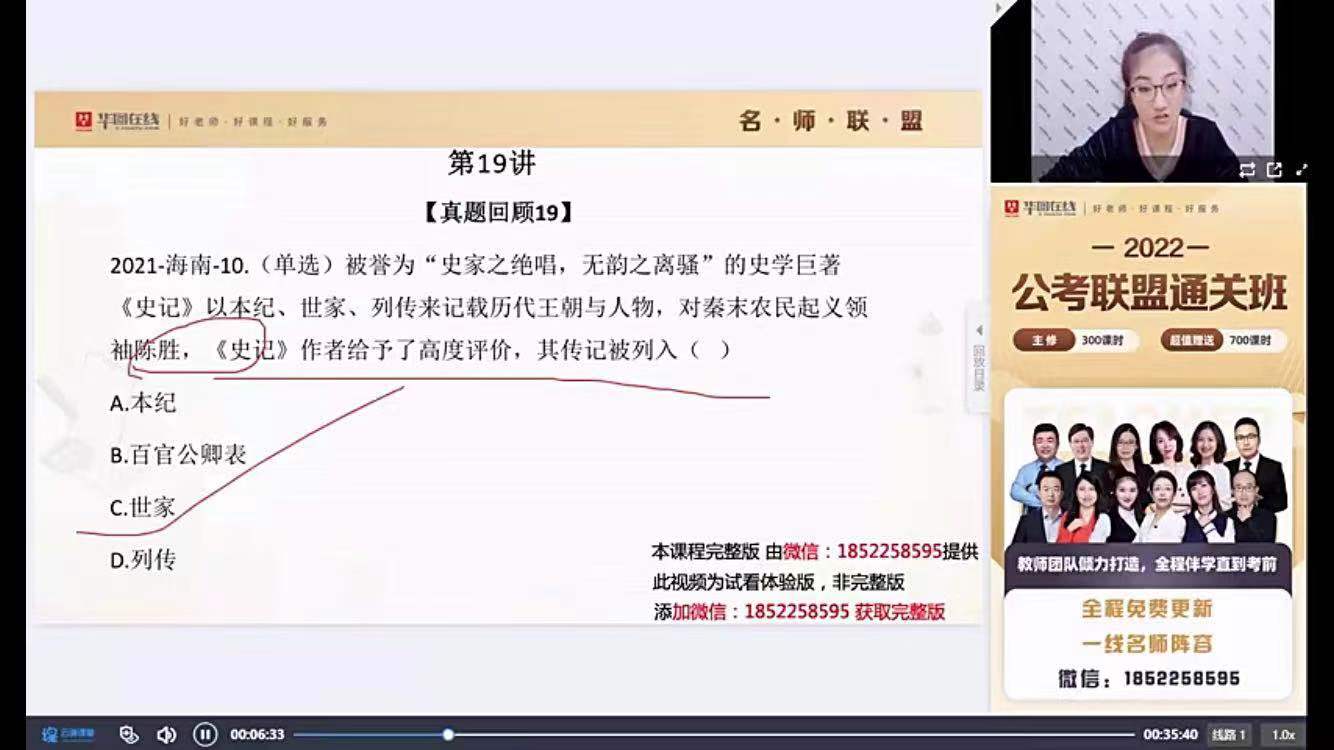 华图在线 | 好老师·好课程·好服务
名·师·联·盟
第19讲
【真题回顾19】
2021-海南-10.（单选）被誉为“史家之绝唱，无韵之离骚”的史学巨著
《史记》以本纪、世家、列传来记载历代王朝与人物，对秦末农民起义领
袖陈胜，《史记》作者给予了高度评价，其传记被列入（ ）
A.本纪
B.百官公卿表
C.世家
D.列传
本课程完整版 由微信：1852258595提供
此视频为试看体验版，非完整版
添加微信：1852258595 获取完整版
回放目录
华图在线 | 好老师·好课程·好服务
2022
公考联盟通关班
主修 300课时 超值赠送 700课时
教师团队倾力打造，全程伴学直到考前
全程免费更新
一线名师阵容
微信：1852258595
云端课堂 00:06:33 00:35:40 线路1 1.0x